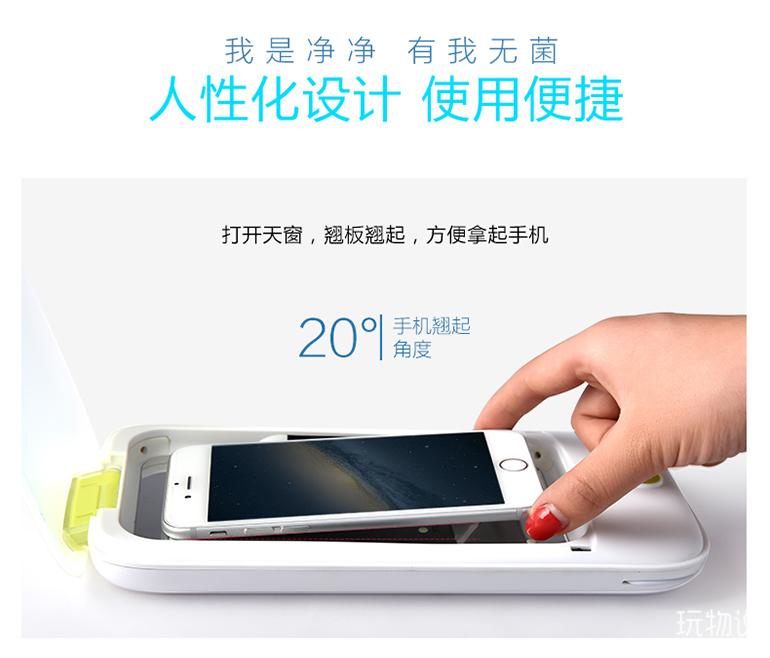 我是净净 有我无菌
人性化设计 使用便捷
打开天窗，翘板翘起，方便拿起手机
20°
手机翘起
角度
玩物